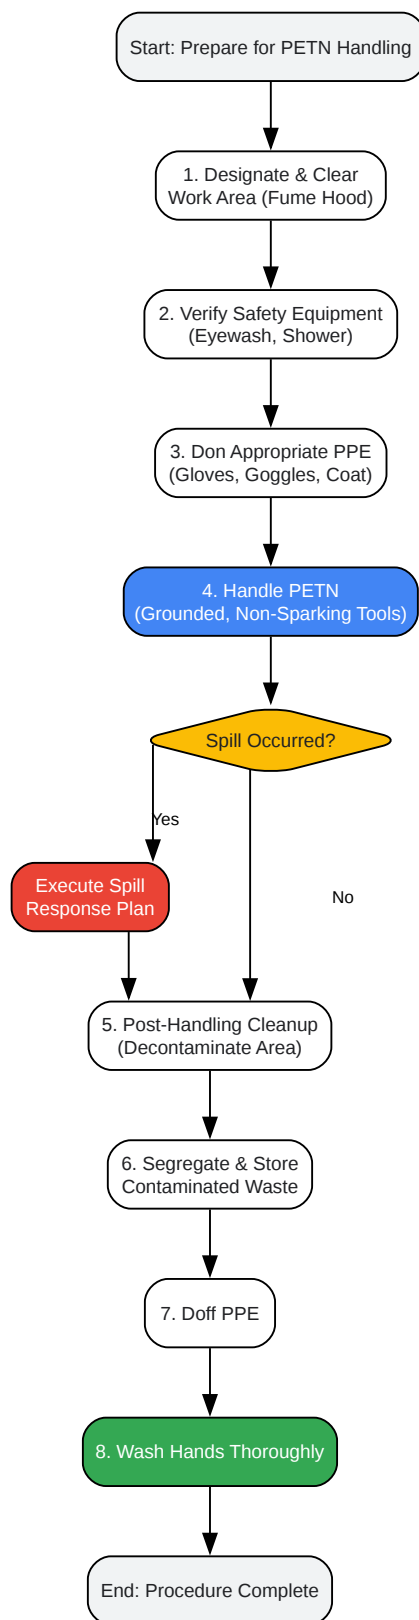 Start: Prepare for PETN Handling
1. Designate & Clear
Work Area (Fume Hood)
2. Verify Safety Equipment
(Eyewash, Shower)
3. Don Appropriate PPE
(Gloves, Goggles, Coat)
4. Handle PETN
(Grounded, Non-Sparking Tools)
Spill Occurred?
Yes
Execute Spill
Response Plan
No
5. Post-Handling Cleanup
(Decontaminate Area)
6. Segregate & Store
Contaminated Waste
7. Doff PPE
8. Wash Hands Thoroughly
End: Procedure Complete